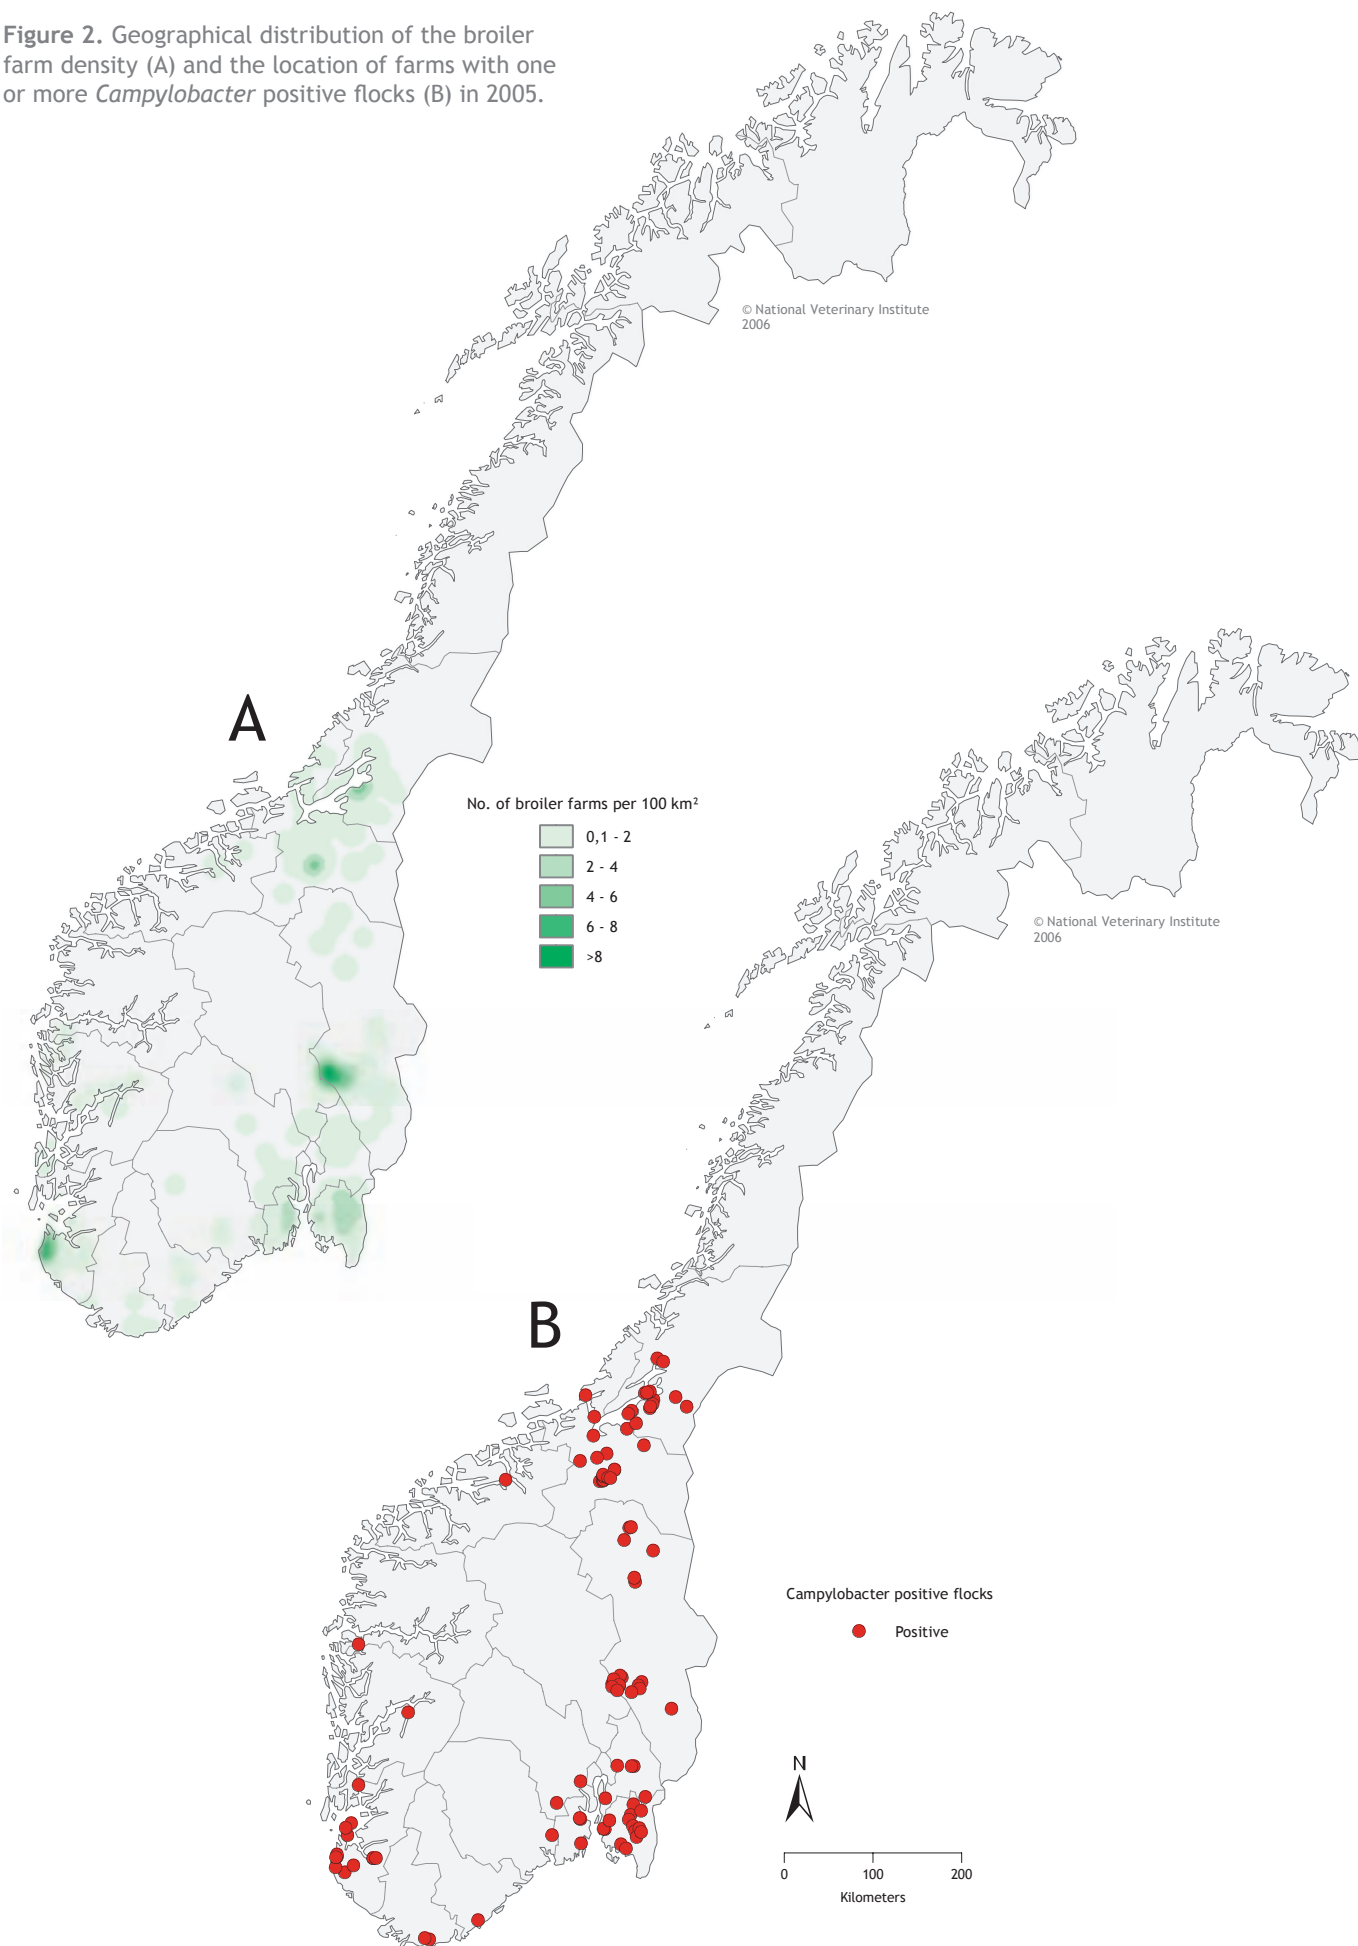 Figure 2. Geographical distribution of the broiler
farm density (A) and the location of farms with one
or more Campylobacter positive flocks (B) in 2005.
© National Veterinary Institute
2006
A
No. of broiler farms per 100 km²
0,1 - 2
2 - 4
4 - 6
6 - 8
>8
© National Veterinary Institute
2006
B
Campylobacter positive flocks
Positive
N
0 100 200
Kilometers